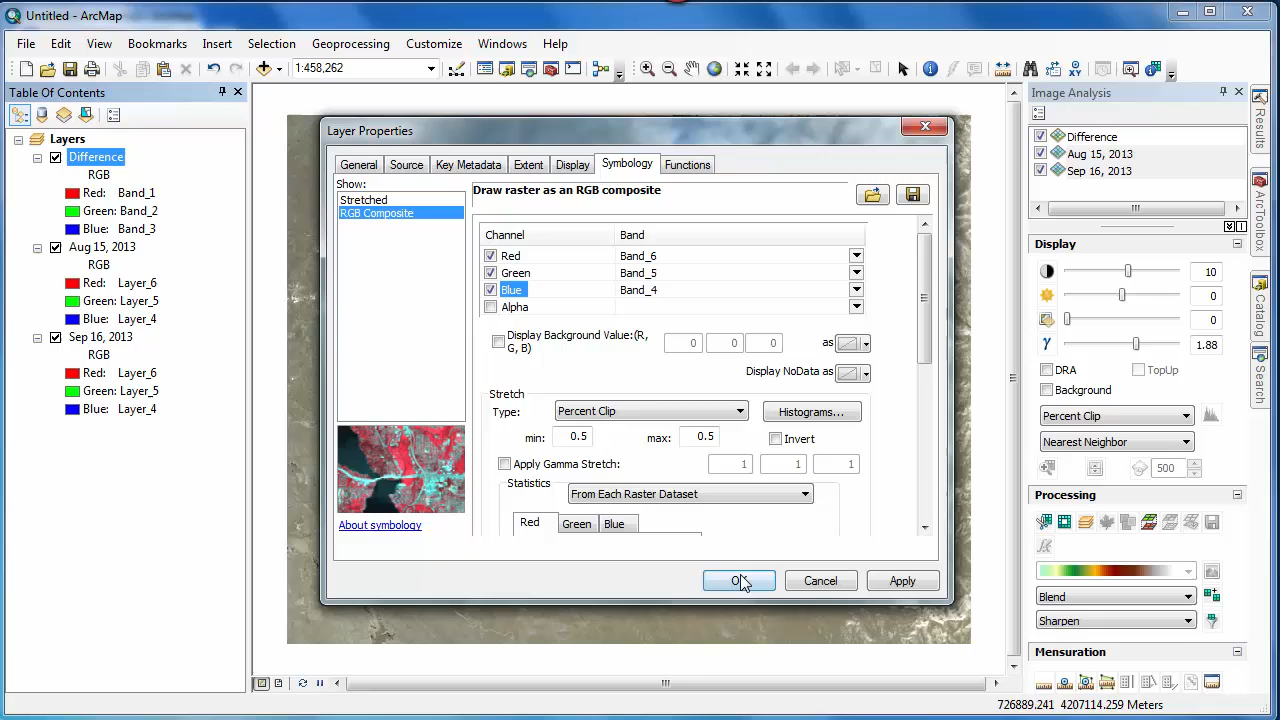 Untitled - ArcMap
File Edit View Bookmarks Insert Selection Geoprocessing Customize Windows Help
1:458,262
Table Of Contents
Layers
Difference
RGB
Red: Band_1
Green: Band_2
Blue: Band_3
Aug 15, 2013
RGB
Red: Layer_6
Green: Layer_5
Blue: Layer_4
Sep 16, 2013
RGB
Red: Layer_6
Green: Layer_5
Blue: Layer_4
Layer Properties
General Source Key Metadata Extent Display Symbology Functions
Show:
Stretched
RGB Composite
About symbology
Draw raster as an RGB composite
Channel Band
Red Band_6
Green Band_5
Blue Band_4
Alpha
Display Background Value:(R, G, B) 0 0 0 as
Display NoData as
Stretch
Type: Percent Clip Histograms...
min: 0.5 max: 0.5 Invert
Apply Gamma Stretch: 1 1 1
Statistics
From Each Raster Dataset
Red Green Blue
Cancel Apply
Image Analysis
Difference
Aug 15, 2013
Sep 16, 2013
Display
10
0
0
γ 1.88
DRA TopUp
Background
Percent Clip
Nearest Neighbor
500
Processing
fx
Blend
Sharpen
Mensuration
Results
ArcToolbox
Catalog
Search
726889.241 4207114.259 Meters